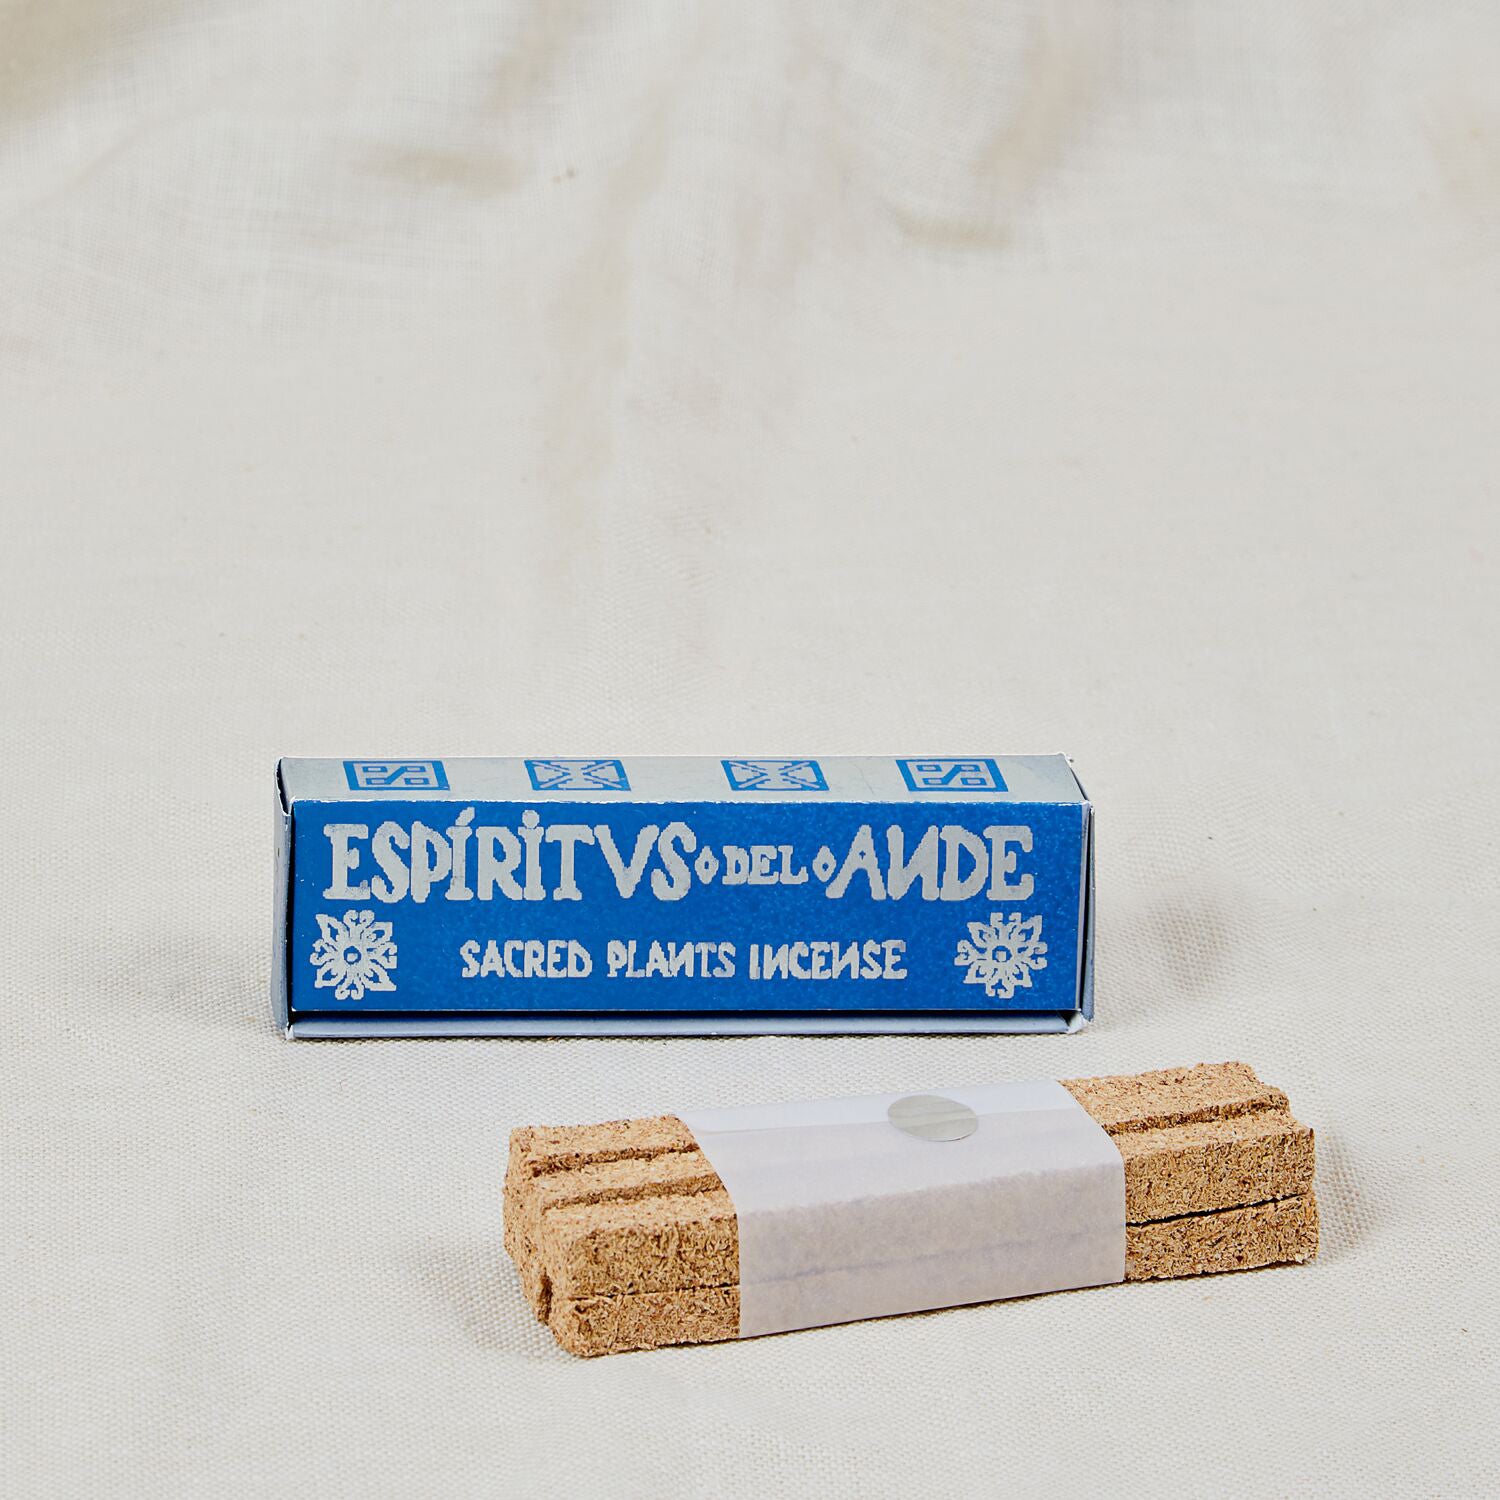 ESPÍRITVS DEL ANDE
SACRED PLANTS INCENSE